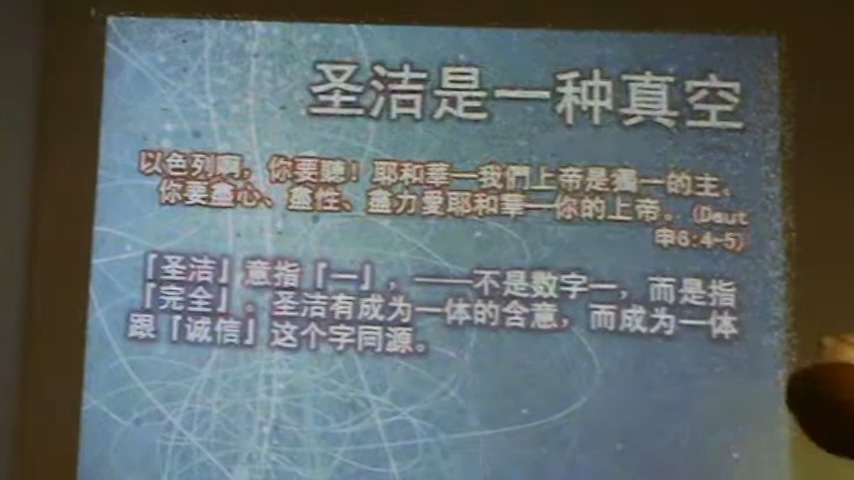 圣洁是一种真空
以色列啊，你要聽！耶和華—我們上帝是獨一的主。
你要盡心、盡性、盡力愛耶和華—你的上帝。(Deut
申6:4-5)
「圣洁」意指「一」，——不是数字一，而是指
「完全」。圣洁有成为一体的含意，而成为一体
跟「诚信」这个字同源。